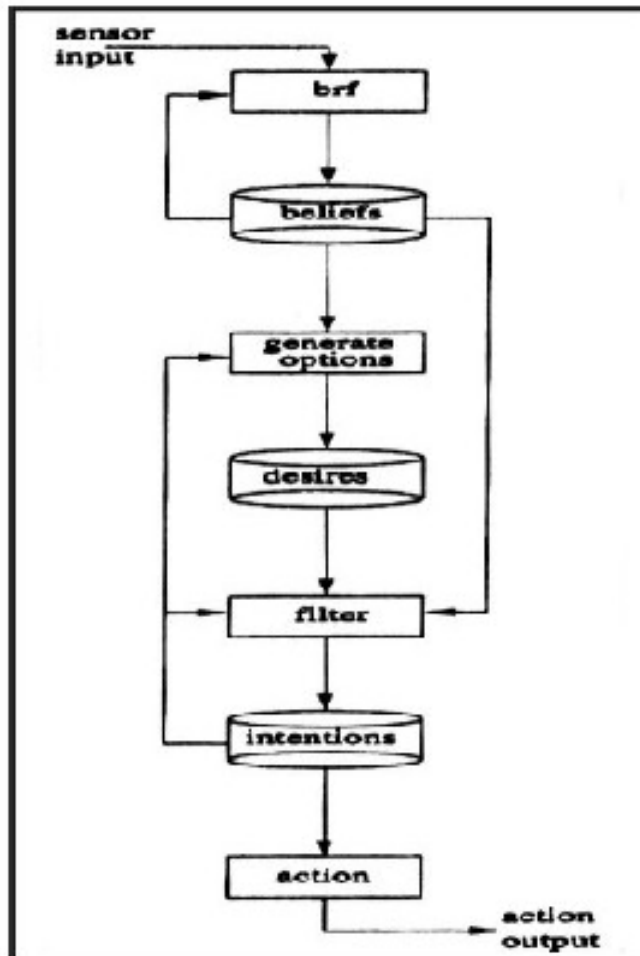 sensor
input
brf
beliefs
generate
options
desires
filter
intentions
action
action
output